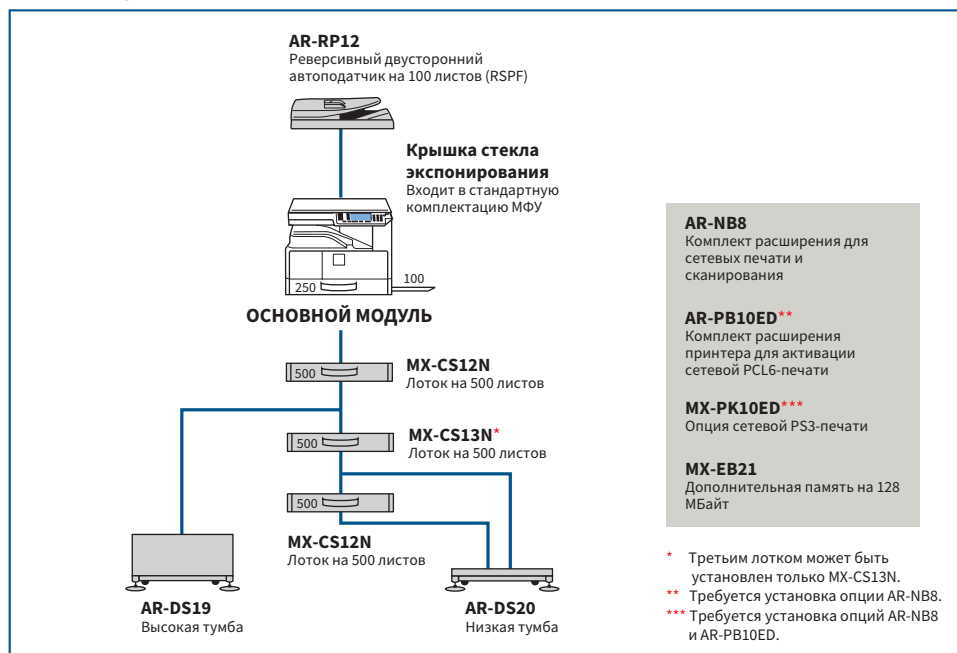 AR-RP12
Реверсивный двусторонний
автоподатчик на 100 листов (RSPF)
Крышка стекла
экспонирования
Входит в стандартную
комплектацию МФУ
250
100
ОСНОВНОЙ МОДУЛЬ
500
MX-CS12N
Лоток на 500 листов
500
MX-CS13N*
Лоток на 500 листов
500
MX-CS12N
Лоток на 500 листов
AR-DS19
Высокая тумба
AR-DS20
Низкая тумба
AR-NB8
Комплект расширения для
сетевых печати и
сканирования
AR-PB10ED**
Комплект расширения
принтера для активации
сетевой PCL6-печати
MX-PK10ED***
Опция сетевой PS3-печати
MX-EB21
Дополнительная память на 128
МБайт
* Третьим лотком может быть
установлен только MX-CS13N.
** Требуется установка опции AR-NB8.
*** Требуется установка опций AR-NB8
и AR-PB10ED.